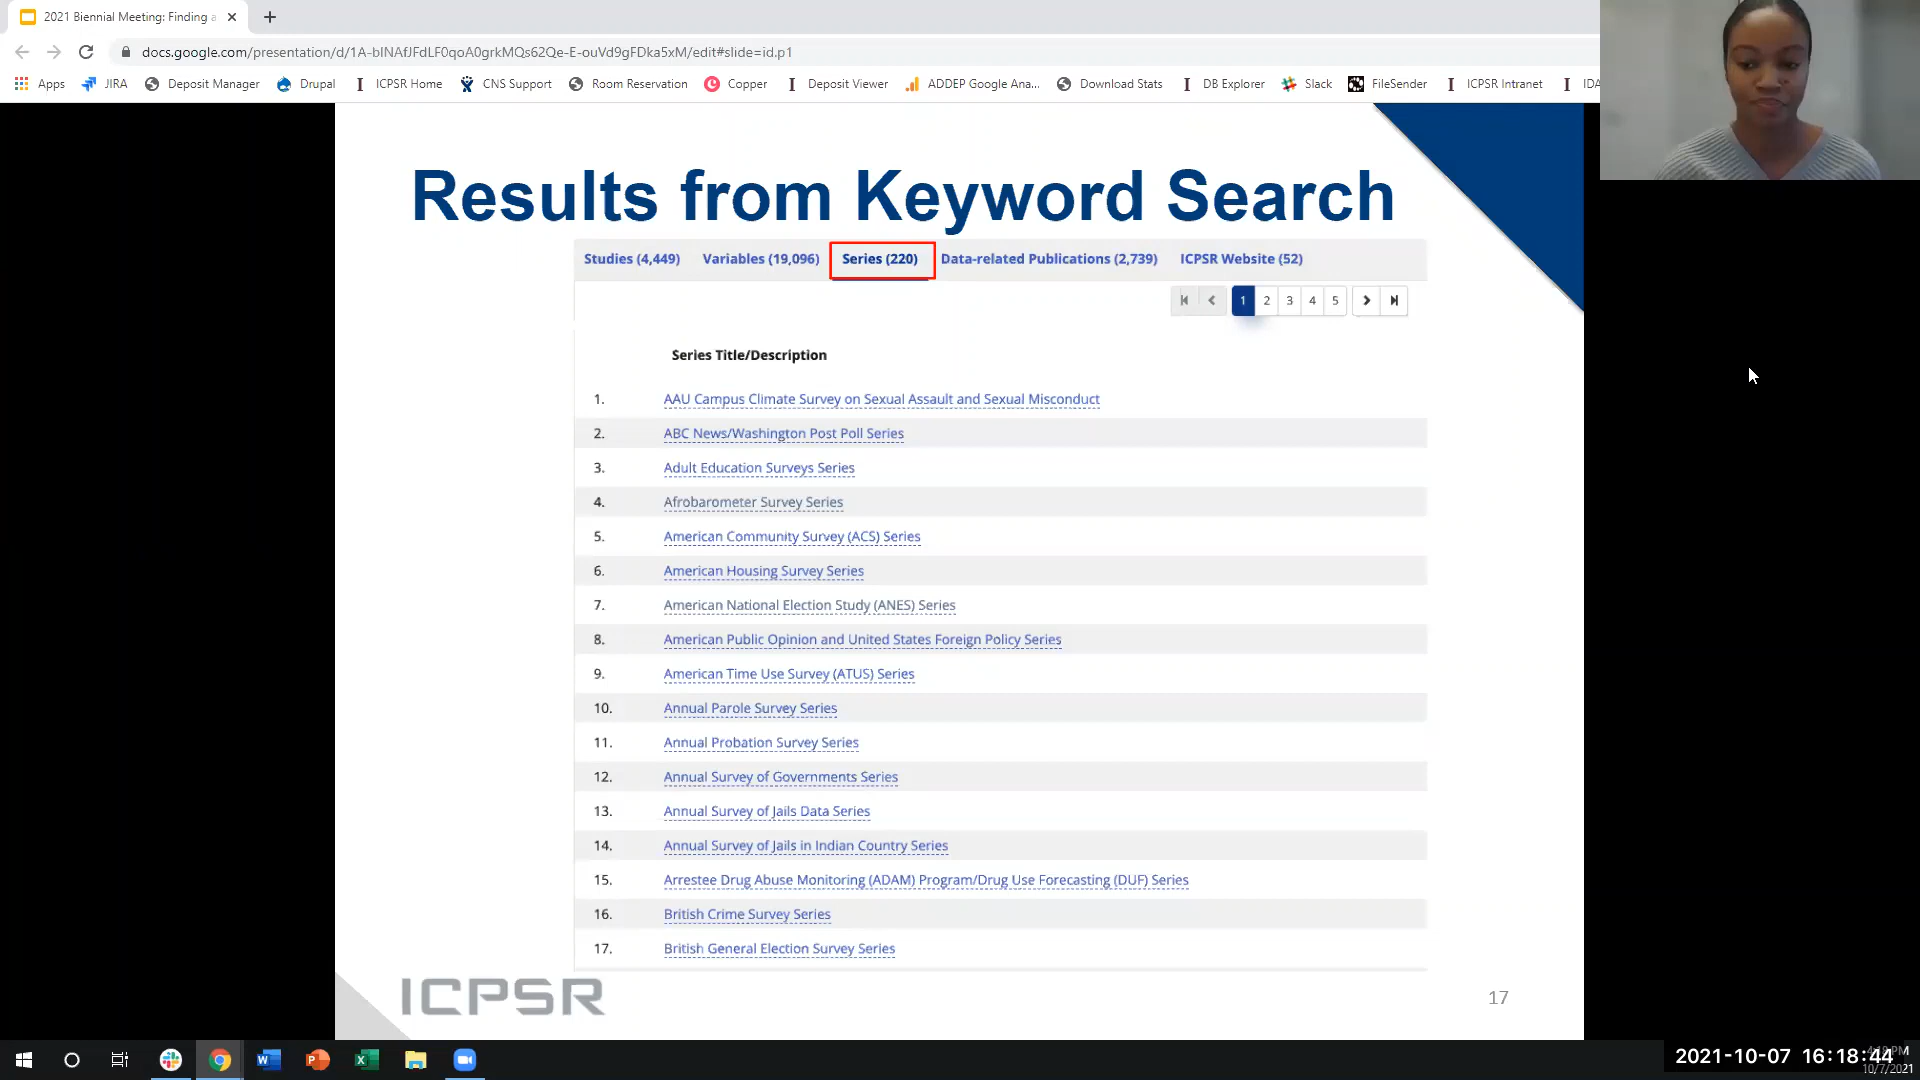 2021 Biennial Meeting: Finding a
docs.google.com/presentation/d/1A-bINAfJFdLF0qoA0grkMQs62Qe-E-ouVd9gFDka5xM/edit#slide=id.p1
Apps JIRA Deposit Manager Drupal ICPSR Home CNS Support Room Reservation Copper Deposit Viewer ADDEP Google Ana... Download Stats DB Explorer Slack FileSender ICPSR Intranet IDA
Results from Keyword Search
Studies (4,449) Variables (19,096) Series (220) Data-related Publications (2,739) ICPSR Website (52)
1 2 3 4 5
Series Title/Description
1. AAU Campus Climate Survey on Sexual Assault and Sexual Misconduct
2. ABC News/Washington Post Poll Series
3. Adult Education Surveys Series
4. Afrobarometer Survey Series
5. American Community Survey (ACS) Series
6. American Housing Survey Series
7. American National Election Study (ANES) Series
8. American Public Opinion and United States Foreign Policy Series
9. American Time Use Survey (ATUS) Series
10. Annual Parole Survey Series
11. Annual Probation Survey Series
12. Annual Survey of Governments Series
13. Annual Survey of Jails Data Series
14. Annual Survey of Jails in Indian Country Series
15. Arrestee Drug Abuse Monitoring (ADAM) Program/Drug Use Forecasting (DUF) Series
16. British Crime Survey Series
17. British General Election Survey Series
ICPSR
17
2021-10-07 16:18:44
10/7/2021